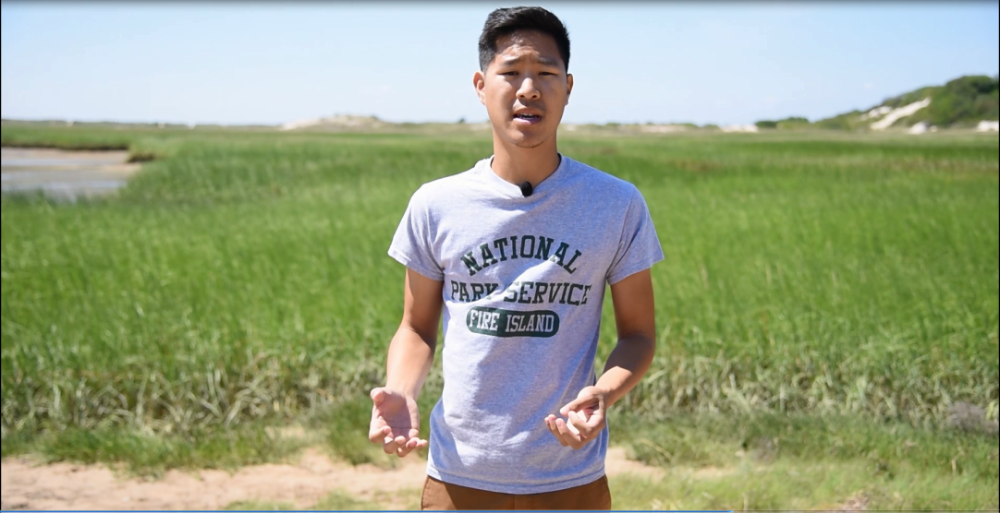 NATIONAL
PARK SERVICE
FIRE ISLAND